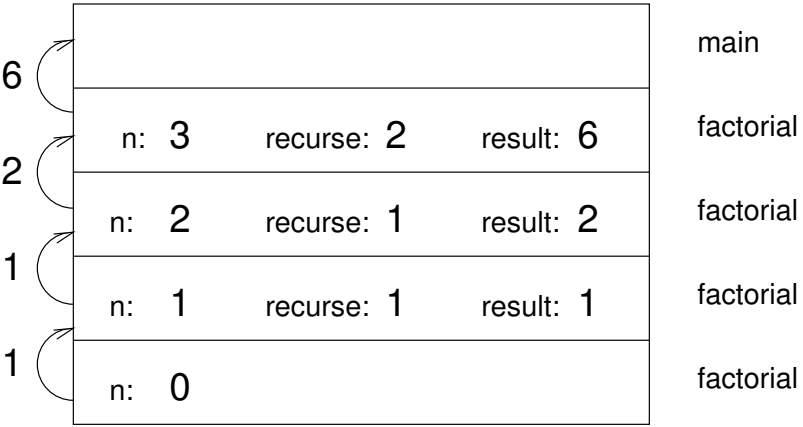 main
6
n: 3 recurse: 2 result: 6 factorial
2
n: 2 recurse: 1 result: 2 factorial
1
n: 1 recurse: 1 result: 1 factorial
1
n: 0 factorial